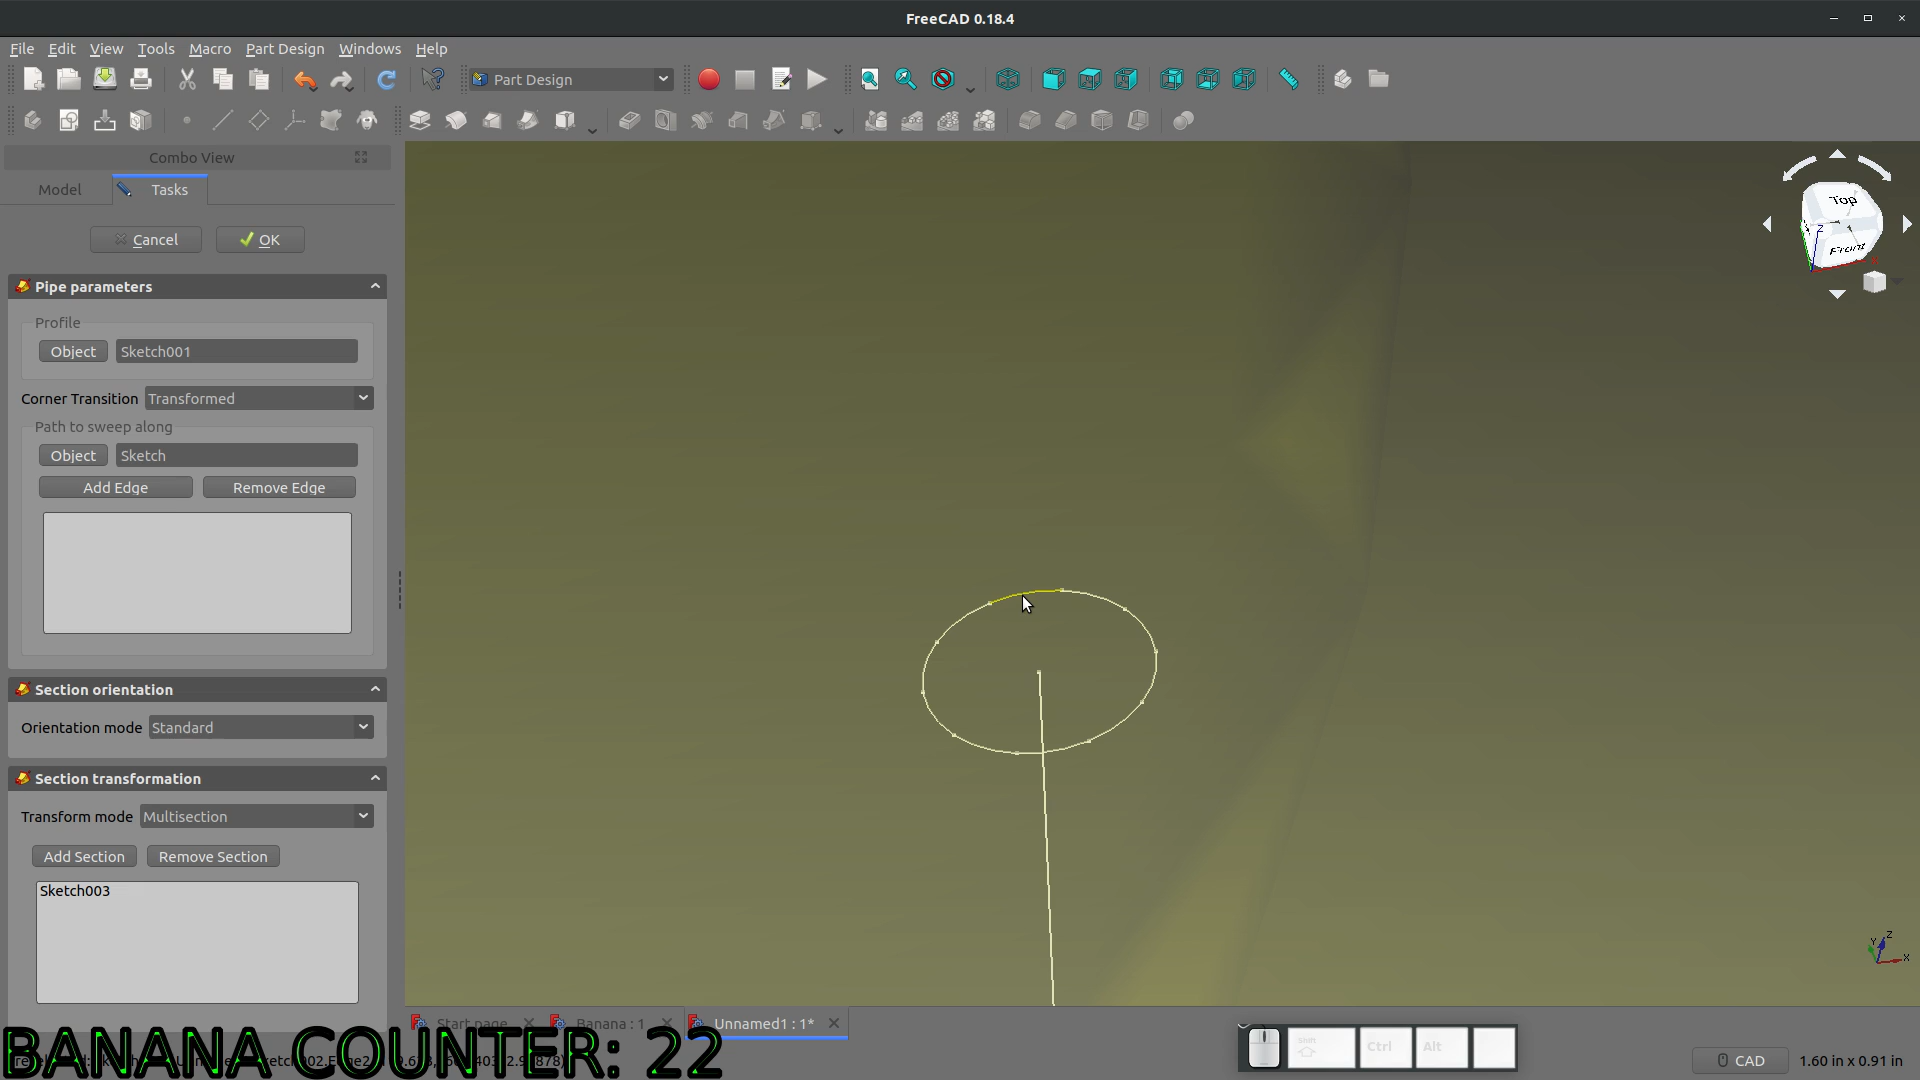 FreeCAD 0.18.4
File Edit View Tools Macro Part Design Windows Help
Part Design
Combo View
Model Tasks
Cancel OK
Pipe parameters
Profile
Object Sketch001
Corner Transition Transformed
Path to sweep along
Object Sketch
Add Edge Remove Edge
Section orientation
Orientation mode Standard
Section transformation
Transform mode Multisection
Add Section Remove Section
Sketch003
Top
Front
Z
Y Z X
Start page Banana : 1 Unnamed1 : 1*
BANANA COUNTER: 22
Shift Ctrl Alt
CAD 1.60 in x 0.91 in